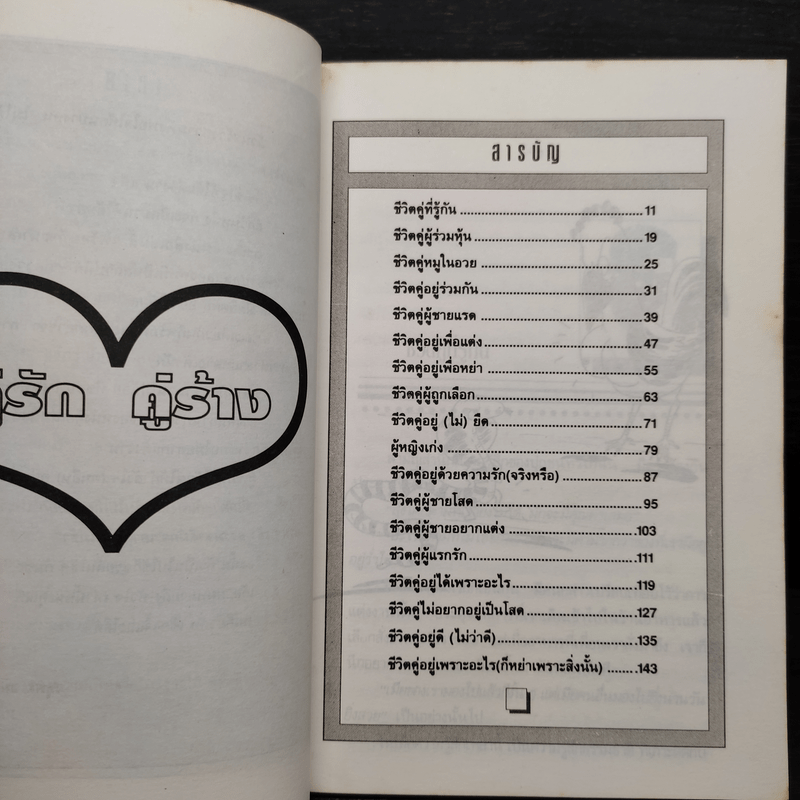 คู่รัก คู่ร้าง
สารบัญ
ชีวิตคู่ที่รู้กัน ............................................11
ชีวิตคู่ผู้ร่วมหุ้น .........................................19
ชีวิตคู่หมูในอวย .......................................25
ชีวิตคู่อยู่ร่วมกัน .......................................31
ชีวิตคู่ผู้ชายแรด ........................................39
ชีวิตคู่อยู่เพื่อแต่ง .......................................47
ชีวิตคู่อยู่เพื่อหย่า ......................................55
ชีวิตคู่ผู้ถูกเลือก ........................................63
ชีวิตคู่อยู่ (ไม่) ยืด.....................................71
ผู้หญิงเก่ง ................................................79
ชีวิตคู่อยู่ด้วยความรัก(จริงหรือ) ...................87
ชีวิตคู่ผู้ชายโสด.........................................95
ชีวิตคู่ผู้ชายอยากแต่ง ...............................103
ชีวิตคู่ผู้แรกรัก.........................................111
ชีวิตคู่อยู่ได้เพราะอะไร..............................119
ชีวิตคู่ไม่อยากอยู่เป็นโสด...........................127
ชีวิตคู่อยู่ดี (ไม่ว่าดี)..................................135
ชีวิตคู่อยู่เพราะอะไร(ก็หย่าเพราะสิ่งนั้น) ........143